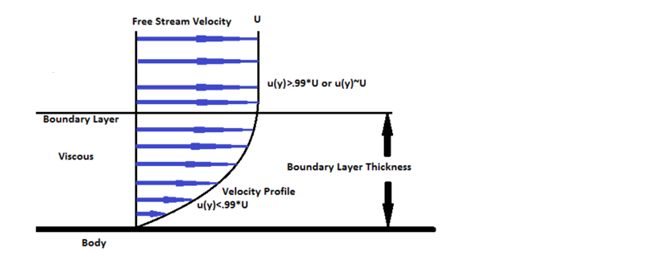 Free Stream Velocity U
u(y)>.99*U or u(y)~U
Boundary Layer
Viscous
Boundary Layer Thickness
Velocity Profile
u(y)<.99*U
Body